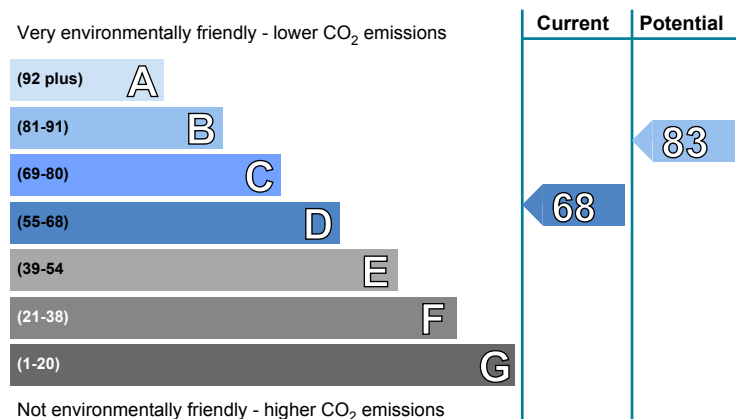 Current Potential
Very environmentally friendly - lower CO₂ emissions
(92 plus) A
(81-91) B
83
(69-80) C
(55-68) D
68
(39-54 E
(21-38) F
(1-20) G
Not environmentally friendly - higher CO₂ emissions